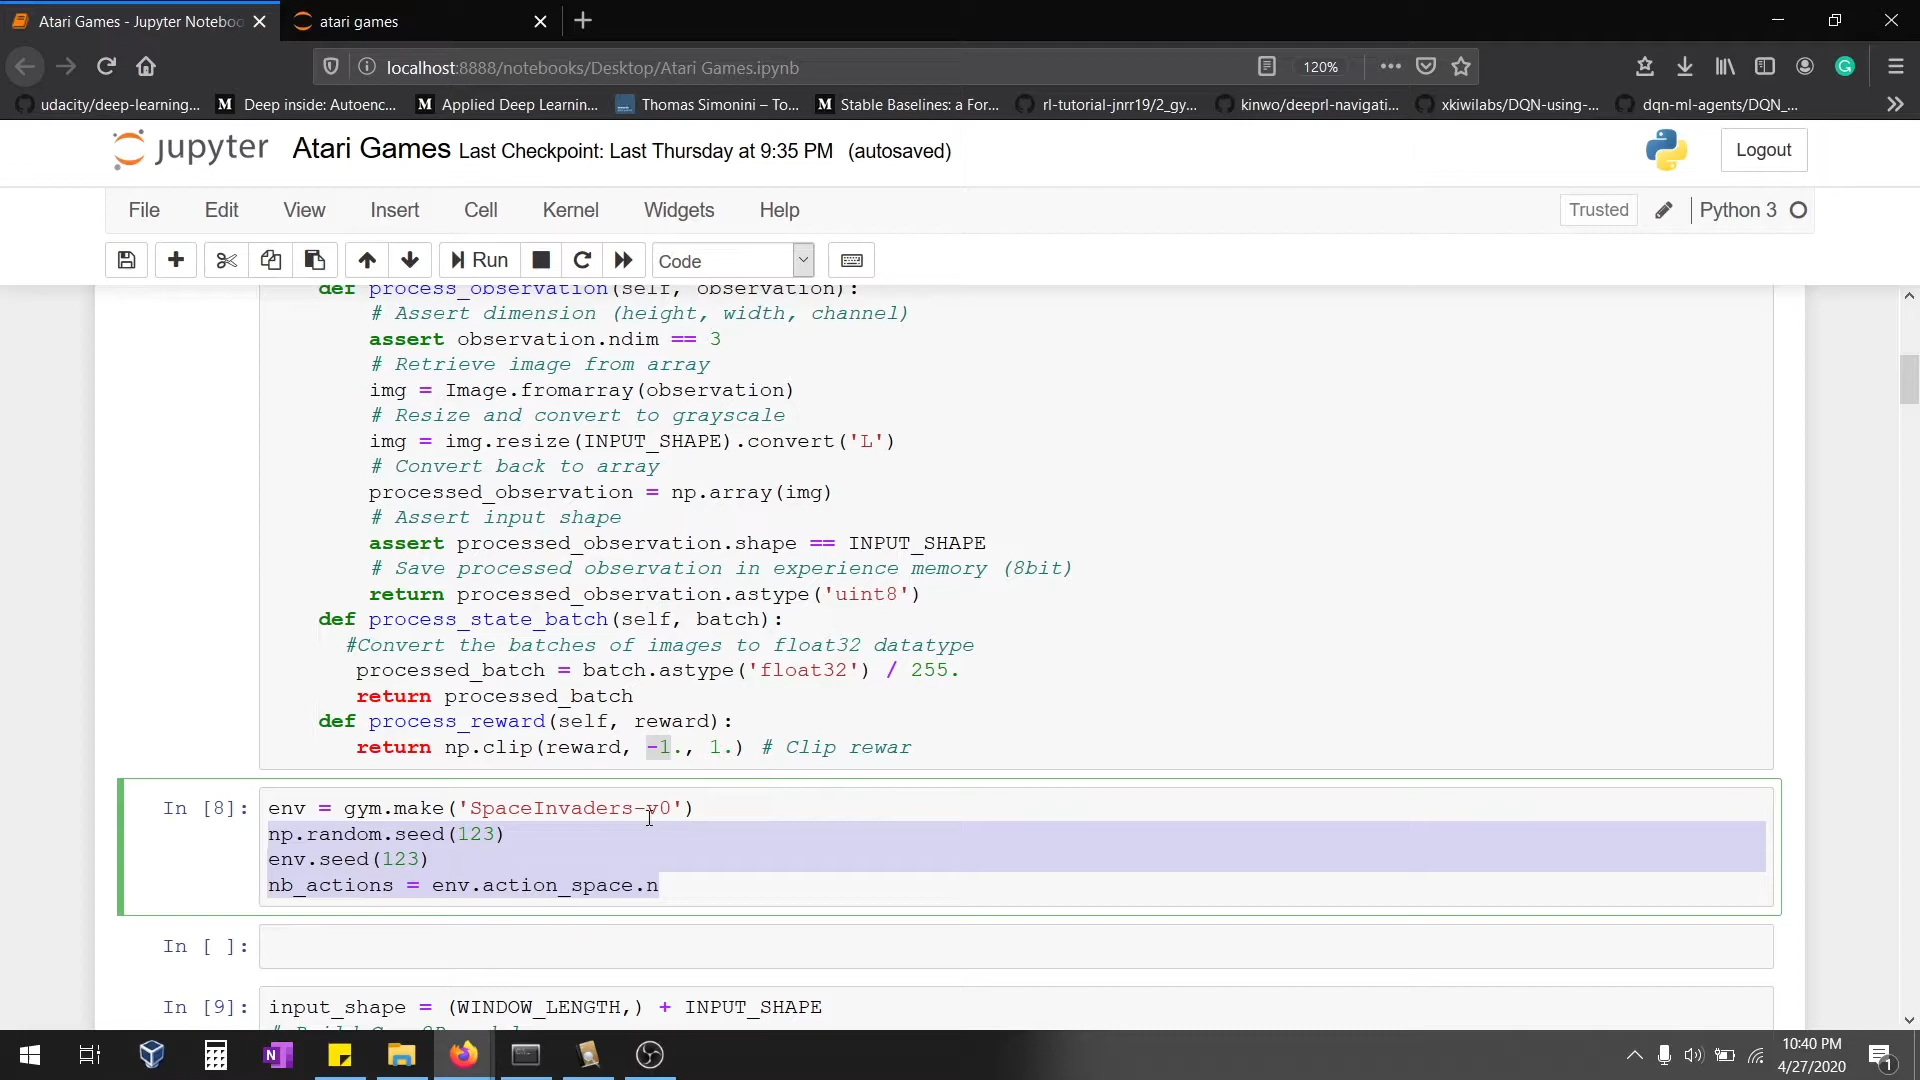 Atari Games - Jupyter Notebo
atari games
localhost:8888/notebooks/Desktop/Atari Games.ipynb
120%
udacity/deep-learning...
Deep inside: Autoenc...
Applied Deep Learnin...
Thomas Simonini – To...
Stable Baselines: a For...
rl-tutorial-jnrr19/2_gy...
kinwo/deeprl-navigati...
xkiwilabs/DQN-using-...
dqn-ml-agents/DQN_...
jupyter
Atari Games Last Checkpoint: Last Thursday at 9:35 PM (autosaved)
Logout
File Edit View Insert Cell Kernel Widgets Help
Trusted
Python 3
Run
Code
def process_observation(self, observation):
# Assert dimension (height, width, channel)
assert observation.ndim == 3
# Retrieve image from array
img = Image.fromarray(observation)
# Resize and convert to grayscale
img = img.resize(INPUT_SHAPE).convert('L')
# Convert back to array
processed_observation = np.array(img)
# Assert input shape
assert processed_observation.shape == INPUT_SHAPE
# Save processed observation in experience memory (8bit)
return processed_observation.astype('uint8')
def process_state_batch(self, batch):
#Convert the batches of images to float32 datatype
processed_batch = batch.astype('float32') / 255.
return processed_batch
def process_reward(self, reward):
return np.clip(reward, -1., 1.) # Clip rewar
In [8]: env = gym.make('SpaceInvaders-v0')
np.random.seed(123)
env.seed(123)
nb_actions = env.action_space.n
In [ ]:
In [9]: input_shape = (WINDOW_LENGTH,) + INPUT_SHAPE
10:40 PM
4/27/2020
1